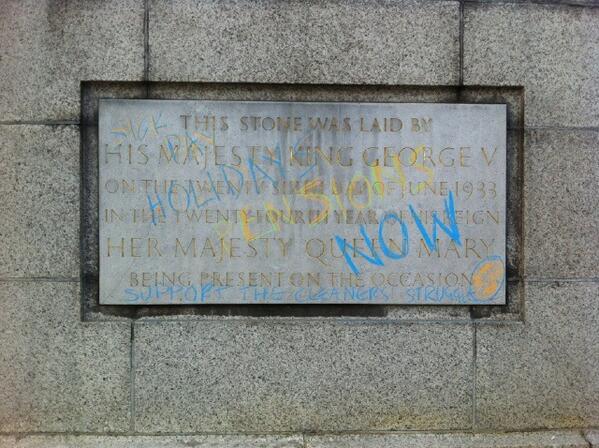 THIS STONE WAS LAID BY
HIS MAJESTY KING GEORGE V
ON THE TWENTY SIXTH DAY OF JUNE 1933
IN THE TWENTY-FOURTH YEAR OF HIS REIGN
HER MAJESTY QUEEN MARY
BEING PRESENT ON THE OCCASION
SICK
PAY
HOLIDAYS
PENSIONS
NOW
SUPPORT THE CLEANERS' STRUGGLE